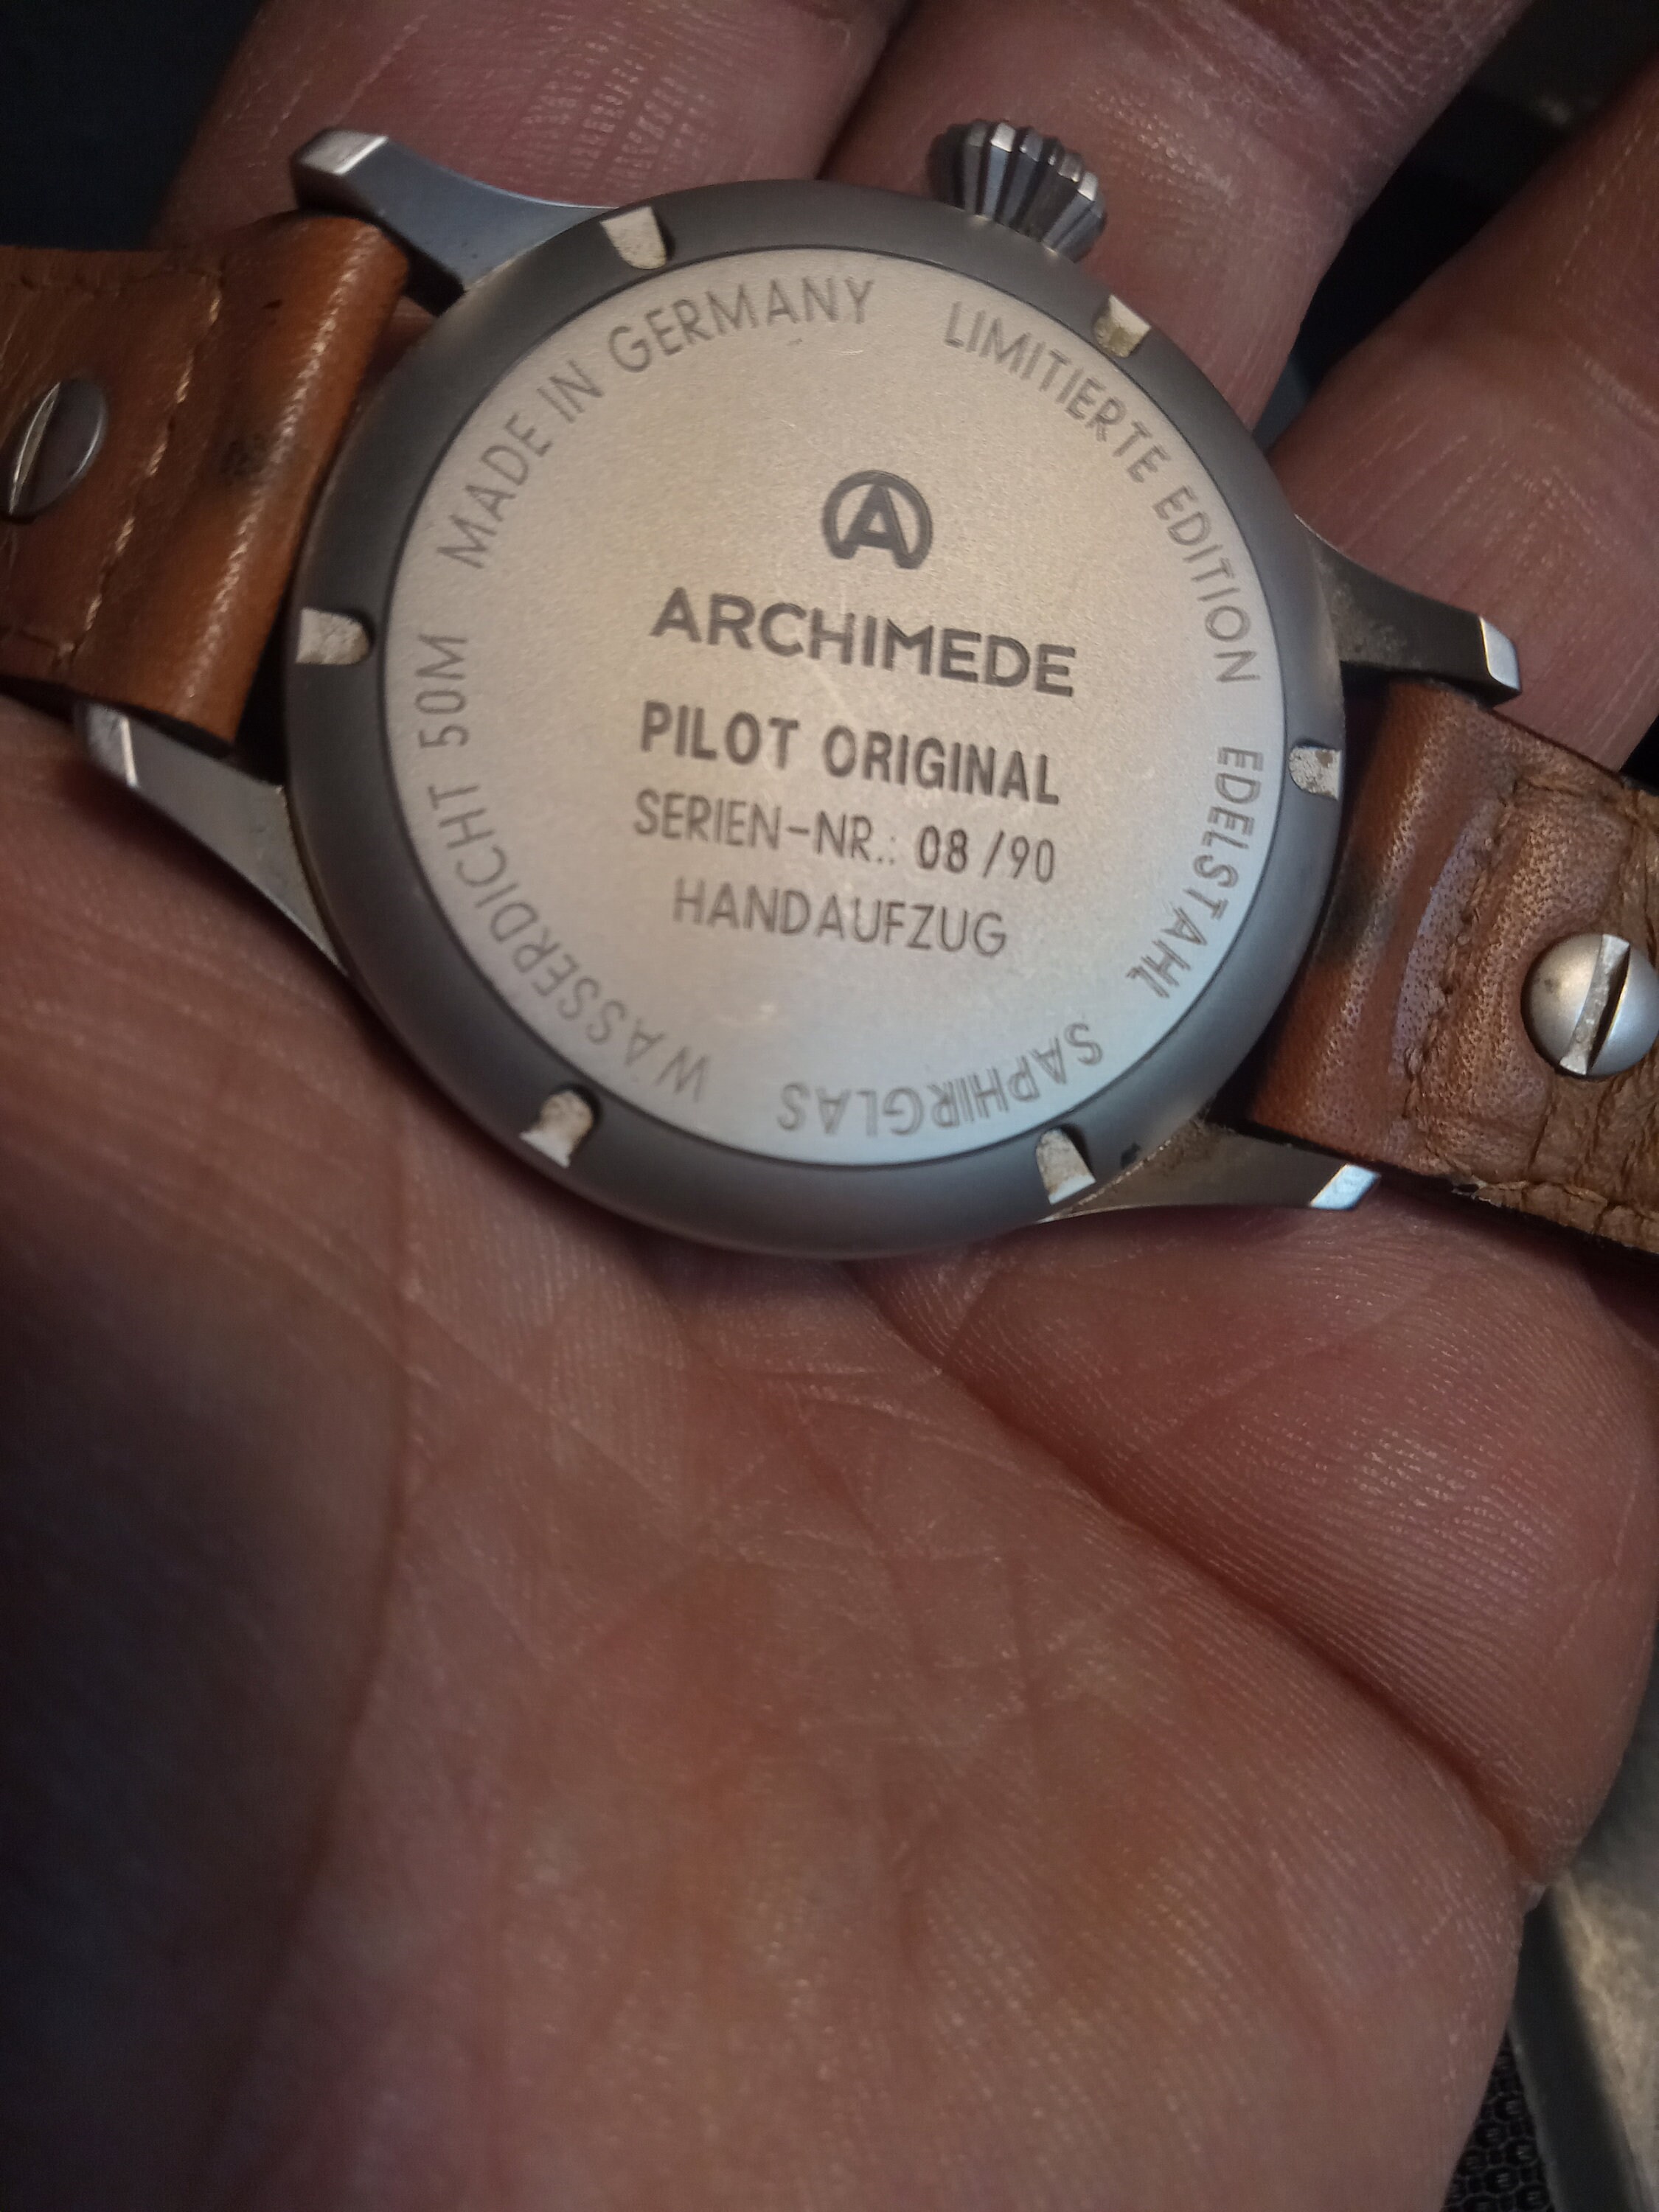 MADE IN GERMANY LIMITIERTE EDITION EDELSTAHL SAPHIRGLAS WASSERDICHT 50M
A
ARCHIMEDE
PILOT ORIGINAL
SERIEN-NR.: 08/90
HANDAUFZUG